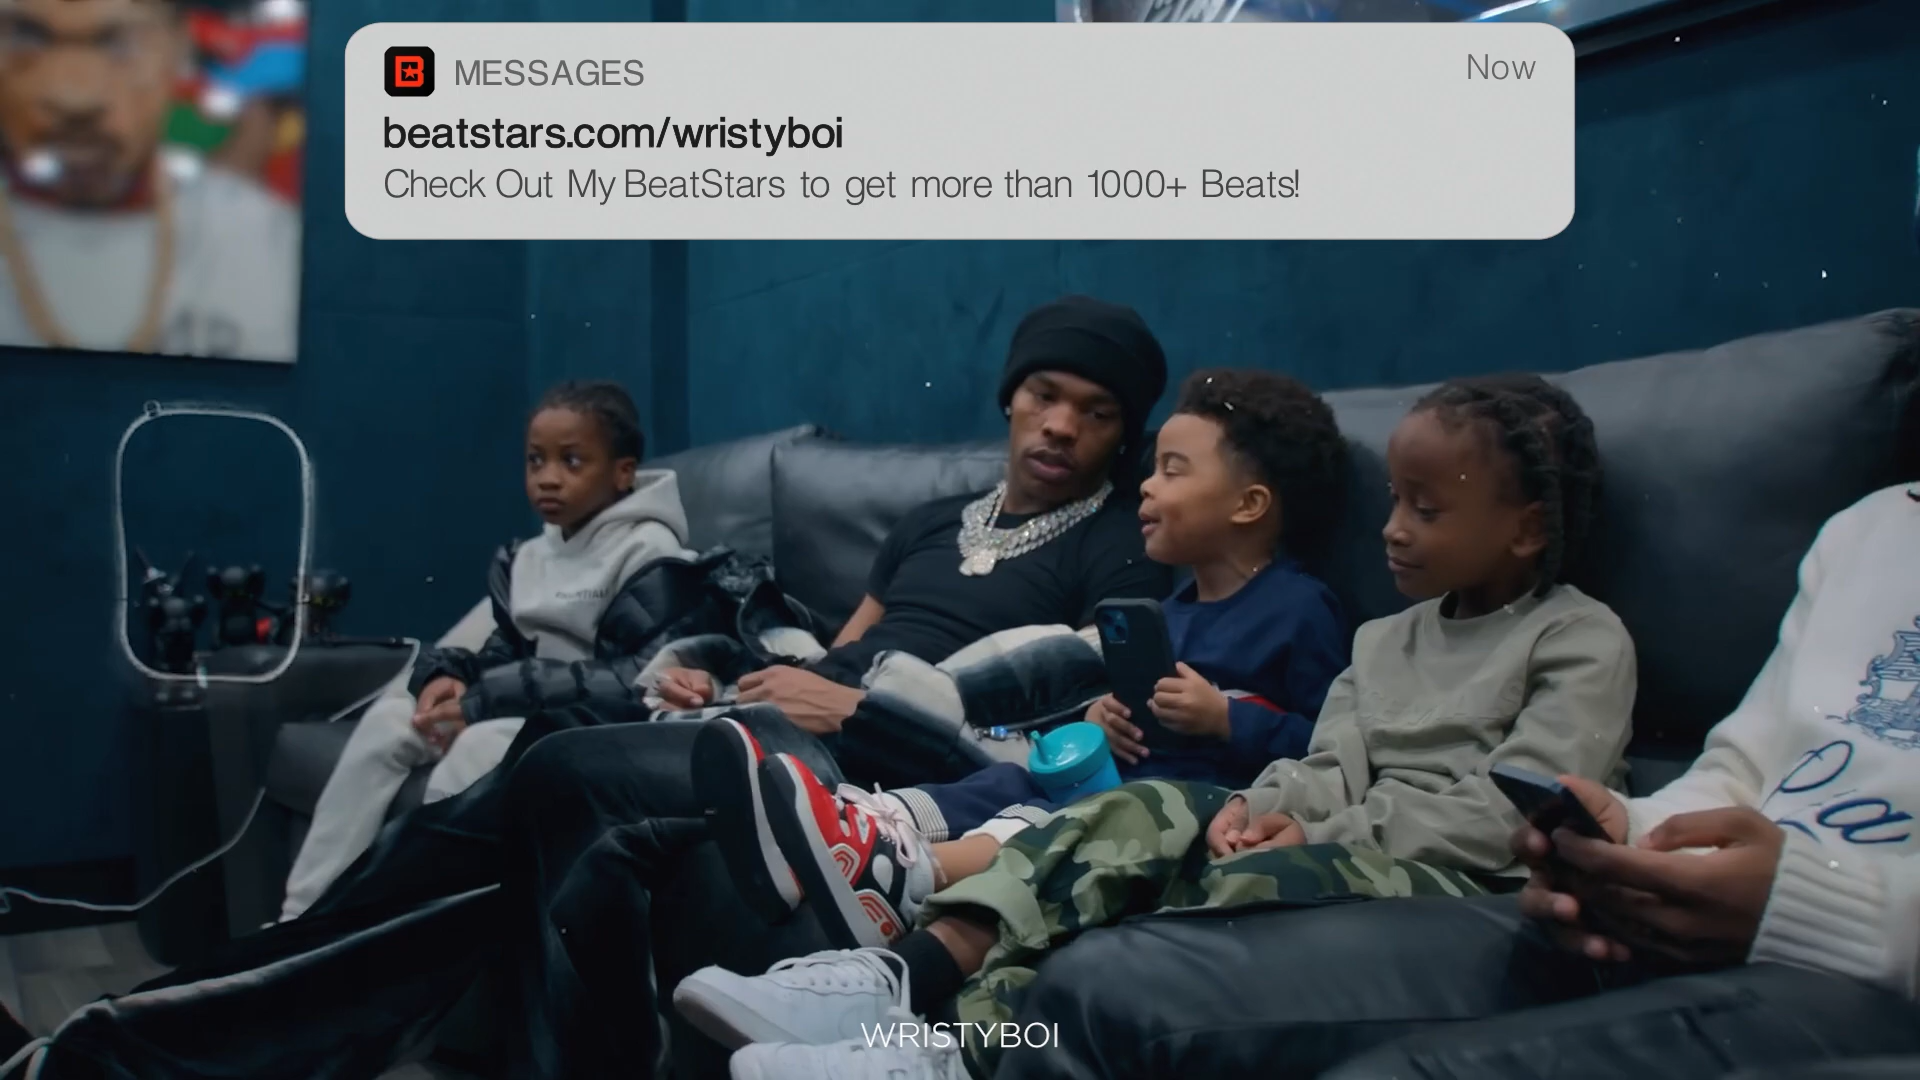 MESSAGES
Now
beatstars.com/wristyboi
Check Out My BeatStars to get more than 1000+ Beats!
WRISTYBOI